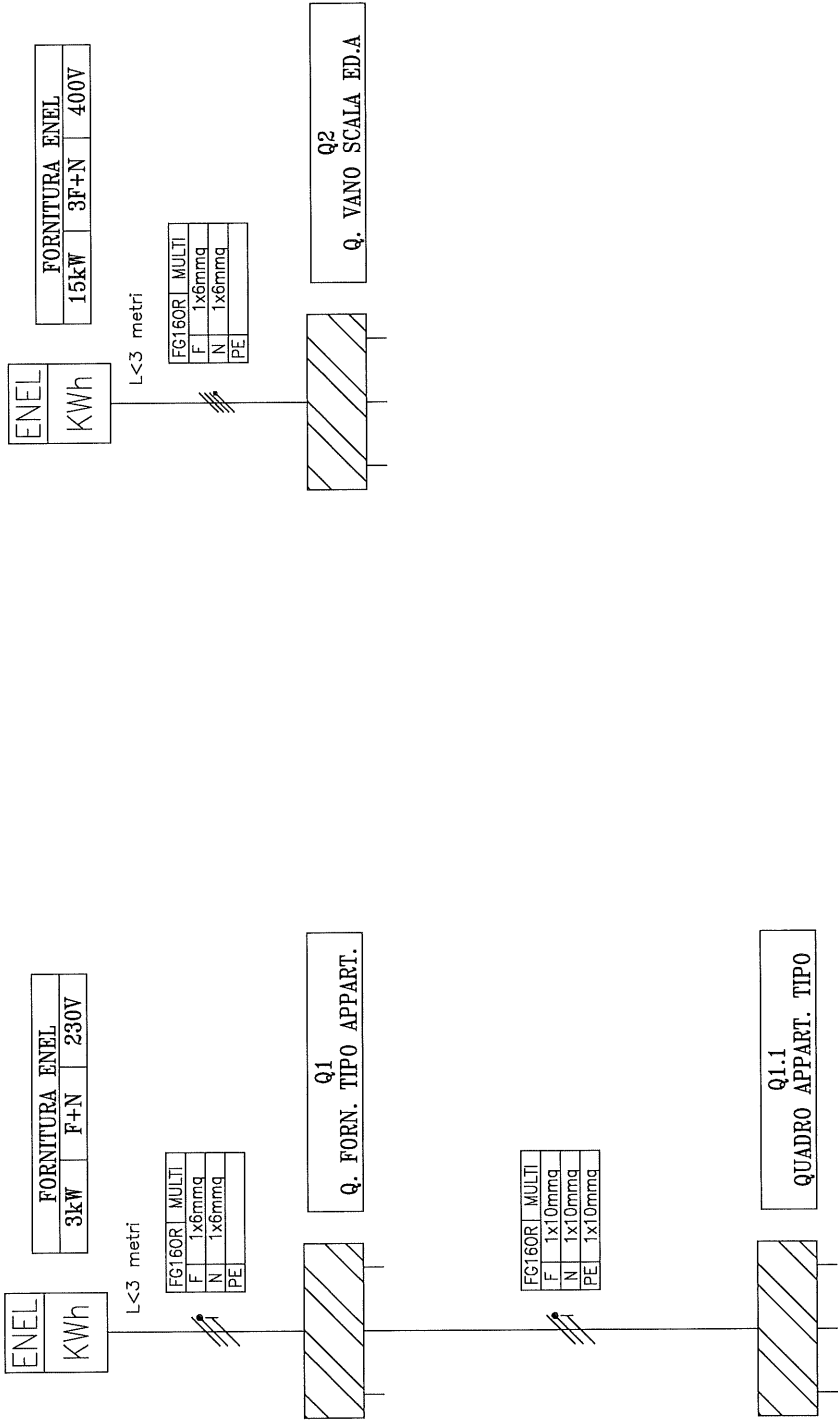 ENEL
KWh
FORNITURA ENEL
3kW F+N 230V
L<3 metri
FG16OR MULTI
F 1x6mmq
N 1x6mmq
PE
Q1
Q. FORN. TIPO APPART.
FG16OR MULTI
F 1x10mmq
N 1x10mmq
PE 1x10mmq
Q1.1
QUADRO APPART. TIPO
ENEL
KWh
FORNITURA ENEL
15kW 3F+N 400V
L<3 metri
FG16OR MULTI
F 1x6mmq
N 1x6mmq
PE
Q2
Q. VANO SCALA ED.A